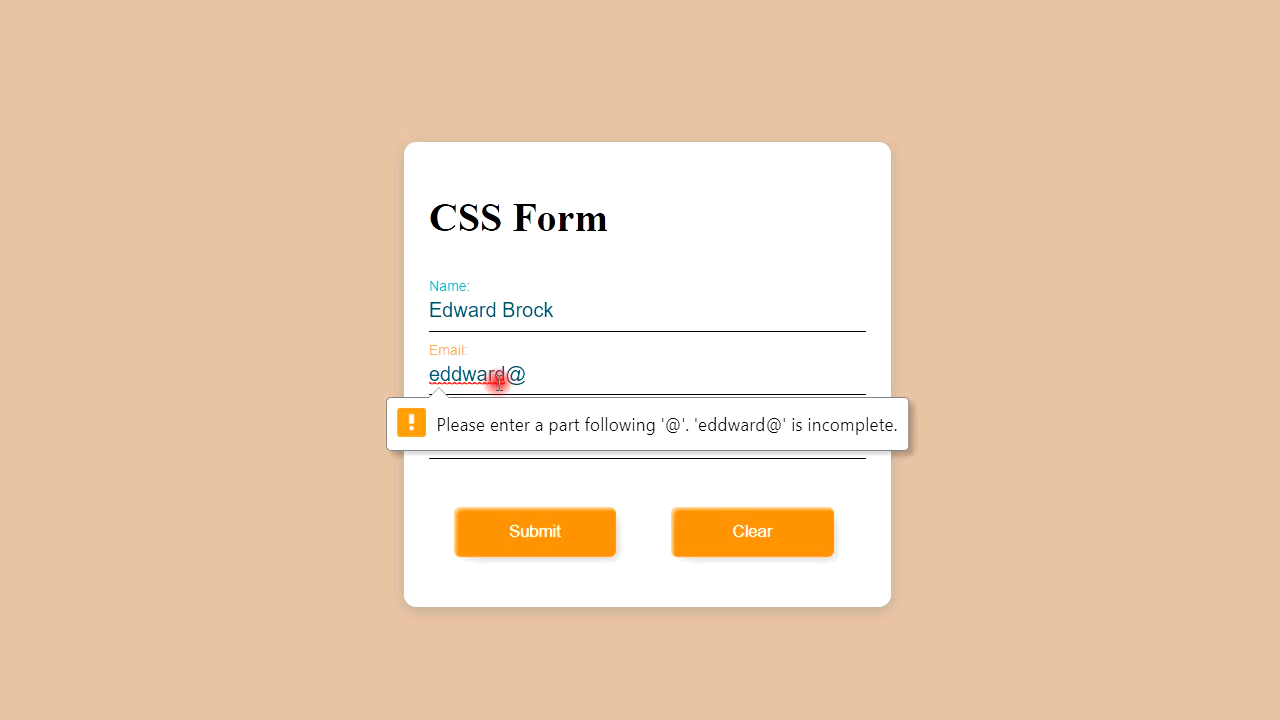 CSS Form
Name:
Edward Brock
Email:
eddward@
! Please enter a part following '@'. 'eddward@' is incomplete.
Submit
Clear